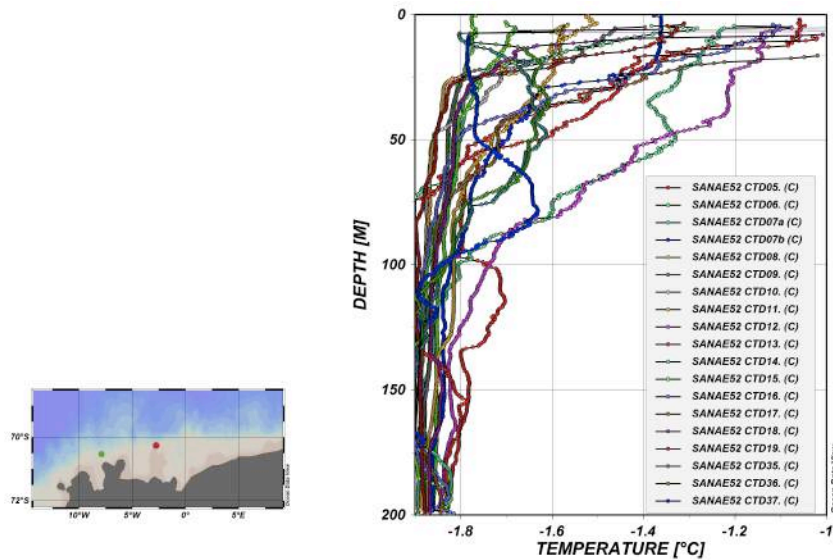 0
50
100
150
200
DEPTH [M]
SANAE52 CTD05. (C)
SANAE52 CTD06. (C)
SANAE52 CTD07a (C)
SANAE52 CTD07b (C)
SANAE52 CTD08. (C)
SANAE52 CTD09. (C)
SANAE52 CTD10. (C)
SANAE52 CTD11. (C)
SANAE52 CTD12. (C)
SANAE52 CTD13. (C)
SANAE52 CTD14. (C)
SANAE52 CTD15. (C)
SANAE52 CTD16. (C)
SANAE52 CTD17. (C)
SANAE52 CTD18. (C)
SANAE52 CTD19. (C)
SANAE52 CTD35. (C)
SANAE52 CTD36. (C)
SANAE52 CTD37. (C)
-1.8 -1.6 -1.4 -1.2 -1
TEMPERATURE [°C]
70°S
72°S
10°W 5°W 0° 5°E
Ocean Data View